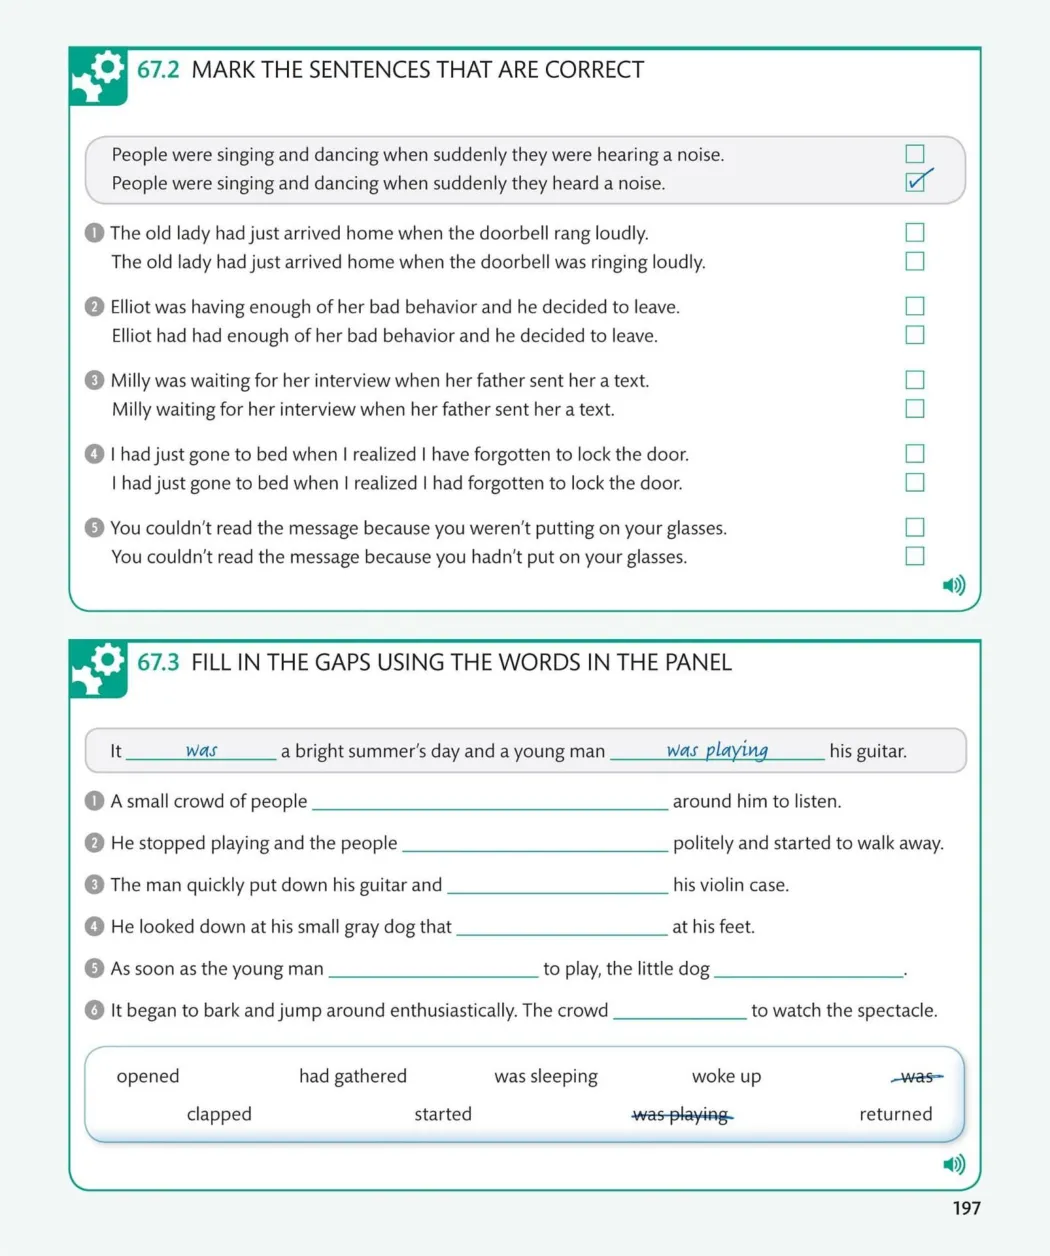 67.2 MARK THE SENTENCES THAT ARE CORRECT
People were singing and dancing when suddenly they were hearing a noise.
People were singing and dancing when suddenly they heard a noise.
1 The old lady had just arrived home when the doorbell rang loudly.
The old lady had just arrived home when the doorbell was ringing loudly.
2 Elliot was having enough of her bad behavior and he decided to leave.
Elliot had had enough of her bad behavior and he decided to leave.
3 Milly was waiting for her interview when her father sent her a text.
Milly waiting for her interview when her father sent her a text.
4 I had just gone to bed when I realized I have forgotten to lock the door.
I had just gone to bed when I realized I had forgotten to lock the door.
5 You couldn't read the message because you weren't putting on your glasses.
You couldn't read the message because you hadn't put on your glasses.
67.3 FILL IN THE GAPS USING THE WORDS IN THE PANEL
It was a bright summer's day and a young man was playing his guitar.
1 A small crowd of people ________ around him to listen.
2 He stopped playing and the people ________ politely and started to walk away.
3 The man quickly put down his guitar and ________ his violin case.
4 He looked down at his small gray dog that ________ at his feet.
5 As soon as the young man ________ to play, the little dog ________.
6 It began to bark and jump around enthusiastically. The crowd ________ to watch the spectacle.
opened had gathered was sleeping woke up was
clapped started was playing returned
197